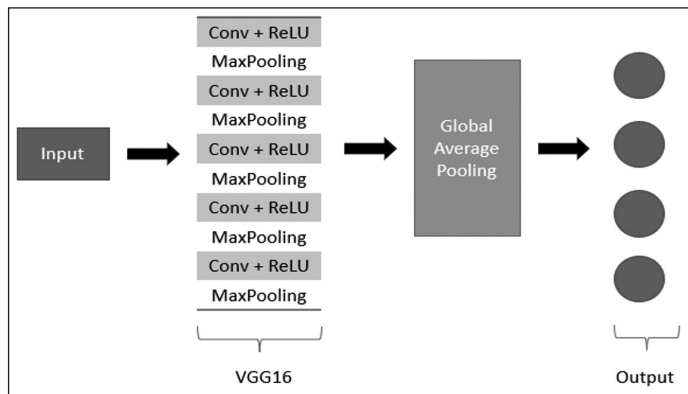 Input
Conv + ReLU
MaxPooling
Conv + ReLU
MaxPooling
Conv + ReLU
MaxPooling
Conv + ReLU
MaxPooling
Conv + ReLU
MaxPooling
VGG16
Global
Average
Pooling
Output